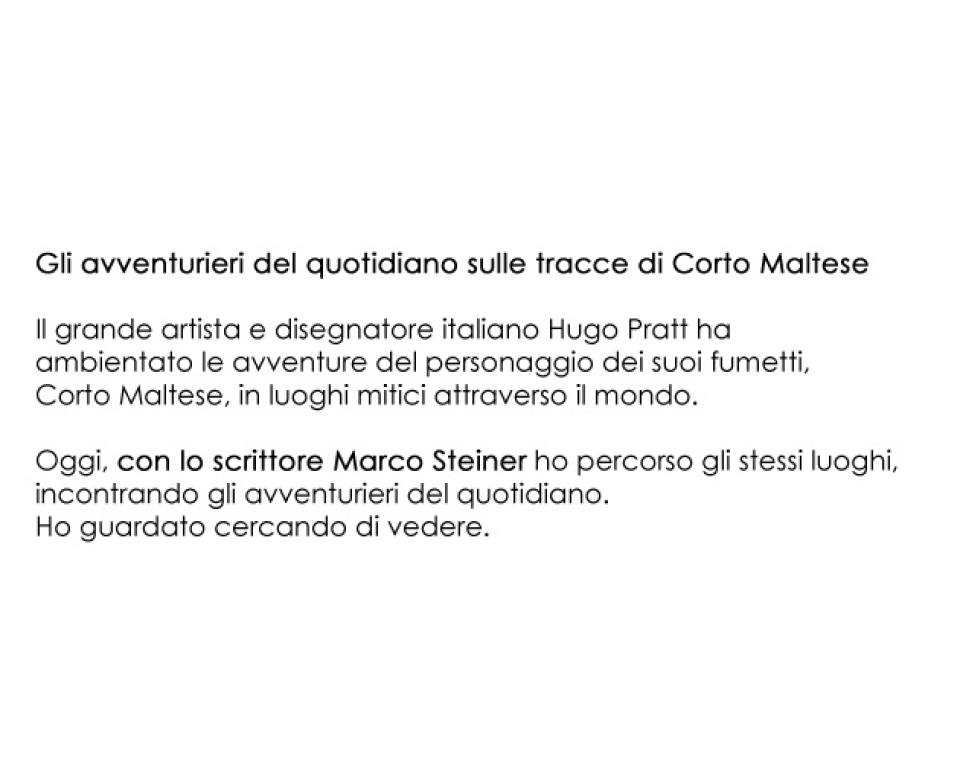 Gli avventurieri del quotidiano sulle tracce di Corto Maltese
Il grande artista e disegnatore italiano Hugo Pratt ha
ambientato le avventure del personaggio dei suoi fumetti,
Corto Maltese, in luoghi mitici attraverso il mondo.
Oggi, con lo scrittore Marco Steiner ho percorso gli stessi luoghi,
incontrando gli avventurieri del quotidiano.
Ho guardato cercando di vedere.